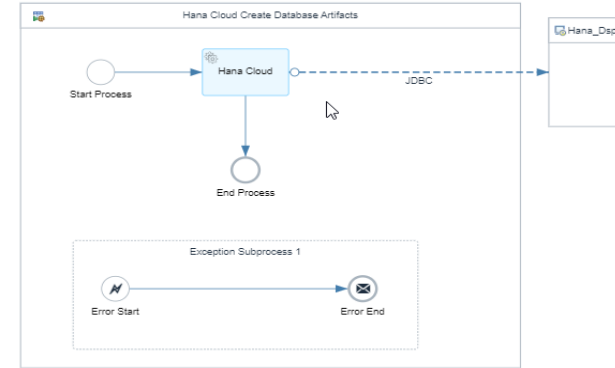 Hana Cloud Create Database Artifacts
Hana_Dsp
Hana Cloud
JDBC
Start Process
End Process
Exception Subprocess 1
Error Start
Error End